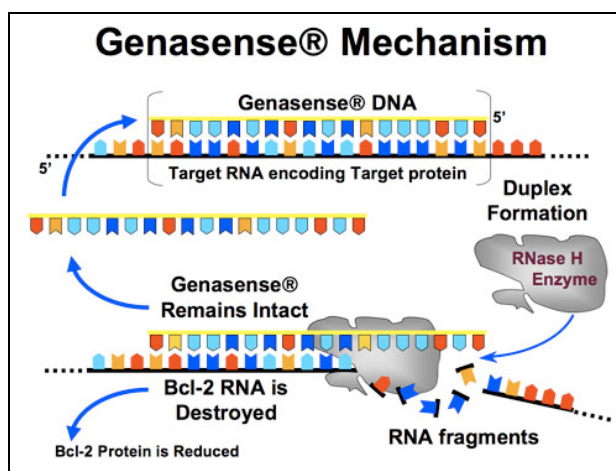 Genasense® Mechanism
Genasense® DNA
5’
5’
Target RNA encoding Target protein
Duplex
Formation
RNase H
Enzyme
Genasense®
Remains Intact
Bcl-2 RNA is
Destroyed
RNA fragments
Bcl-2 Protein is Reduced